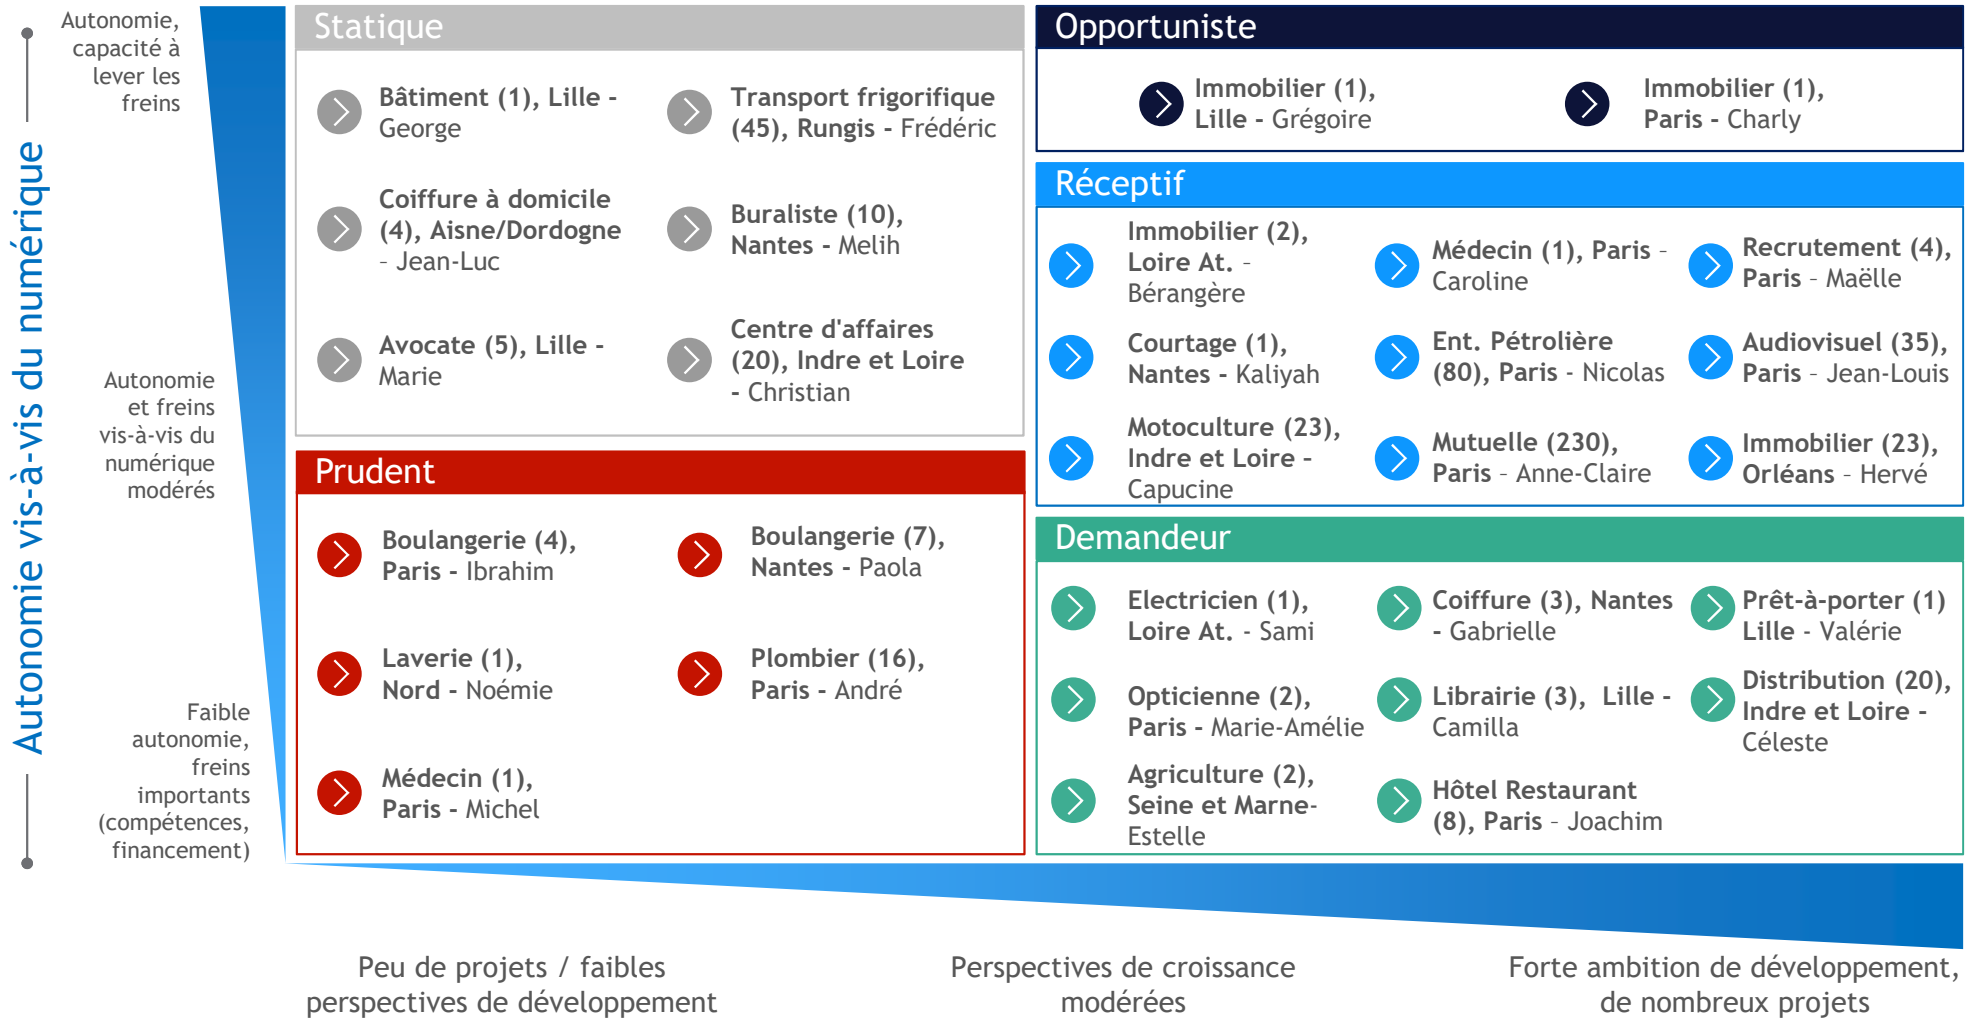 Autonomie vis-à-vis du numérique
Autonomie,
capacité à
lever les
freins
Autonomie
et freins
vis-à-vis du
numérique
modérés
Faible
autonomie,
freins
importants
(compétences,
financement)
Statique
Bâtiment (1), Lille -
George
Transport frigorifique
(45), Rungis - Frédéric
Coiffure à domicile
(4), Aisne/Dordogne
– Jean-Luc
Buraliste (10),
Nantes - Melih
Avocate (5), Lille -
Marie
Centre d'affaires
(20), Indre et Loire
- Christian
Prudent
Boulangerie (4),
Paris - Ibrahim
Boulangerie (7),
Nantes - Paola
Laverie (1),
Nord - Noémie
Plombier (16),
Paris - André
Médecin (1),
Paris - Michel
Opportuniste
Immobilier (1),
Lille - Grégoire
Immobilier (1),
Paris - Charly
Réceptif
Immobilier (2),
Loire At. –
Bérangère
Médecin (1), Paris –
Caroline
Recrutement (4),
Paris – Maëlle
Courtage (1),
Nantes - Kaliyah
Ent. Pétrolière
(80), Paris - Nicolas
Audiovisuel (35),
Paris – Jean-Louis
Motoculture (23),
Indre et Loire –
Capucine
Mutuelle (230),
Paris – Anne-Claire
Immobilier (23),
Orléans – Hervé
Demandeur
Electricien (1),
Loire At. - Sami
Coiffure (3), Nantes
- Gabrielle
Prêt-à-porter (1)
Lille - Valérie
Opticienne (2),
Paris - Marie-Amélie
Librairie (3), Lille -
Camilla
Distribution (20),
Indre et Loire -
Céleste
Agriculture (2),
Seine et Marne-
Estelle
Hôtel Restaurant
(8), Paris – Joachim
Peu de projets / faibles
perspectives de développement
Perspectives de croissance
modérées
Forte ambition de développement,
de nombreux projets